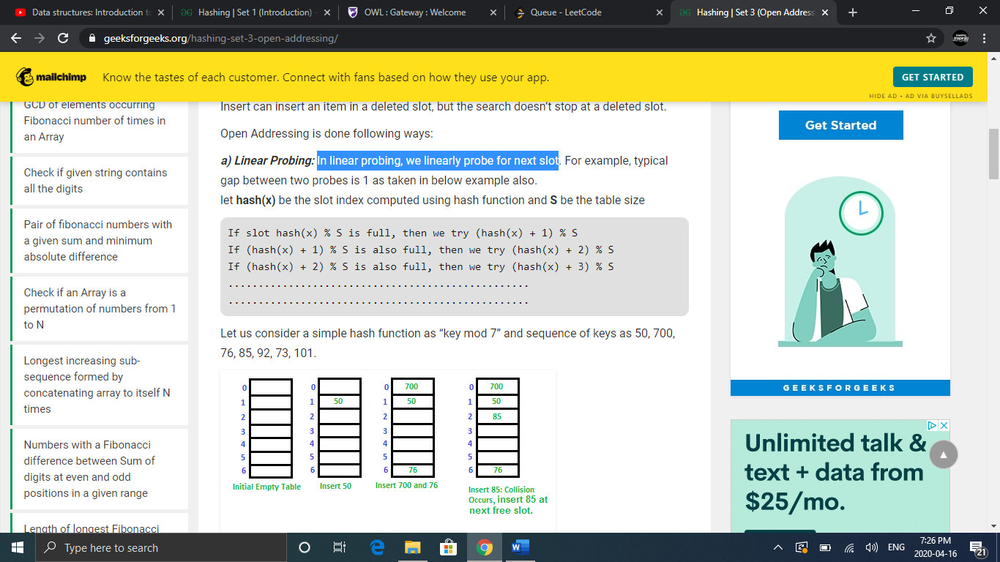 Data structures: Introduction to
Hashing | Set 1 (Introduction) -
OWL : Gateway : Welcome
Queue - LeetCode
Hashing | Set 3 (Open Address
geeksforgeeks.org/hashing-set-3-open-addressing/
mailchimp
Know the tastes of each customer. Connect with fans based on how they use your app.
GET STARTED
HIDE AD • AD VIA BUYSELLADS
GCD of elements occurring
Fibonacci number of times in
an Array
Check if given string contains
all the digits
Pair of fibonacci numbers with
a given sum and minimum
absolute difference
Check if an Array is a
permutation of numbers from 1
to N
Longest increasing sub-
sequence formed by
concatenating array to itself N
times
Numbers with a Fibonacci
difference between Sum of
digits at even and odd
positions in a given range
Length of longest Fibonacci
Insert can insert an item in a deleted slot, but the search doesn't stop at a deleted slot.
Open Addressing is done following ways:
a) Linear Probing: In linear probing, we linearly probe for next slot. For example, typical
gap between two probes is 1 as taken in below example also.
let hash(x) be the slot index computed using hash function and S be the table size
If slot hash(x) % S is full, then we try (hash(x) + 1) % S
If (hash(x) + 1) % S is also full, then we try (hash(x) + 2) % S
If (hash(x) + 2) % S is also full, then we try (hash(x) + 3) % S
..................................................
..................................................
Let us consider a simple hash function as “key mod 7” and sequence of keys as 50, 700,
76, 85, 92, 73, 101.
0 0 0 700 0 700
1 1 50 1 50 1 50
2 2 2 2 85
3 3 3 3
4 4 4 4
5 5 5 5
6 6 6 76 6 76
Initial Empty Table
Insert 50
Insert 700 and 76
Insert 85: Collision
Occurs, insert 85 at
next free slot.
Get Started
GEEKSFORGEEKS
Unlimited talk &
text + data from
$25/mo.
Type here to search
ENG
7:26 PM
2020-04-16
21